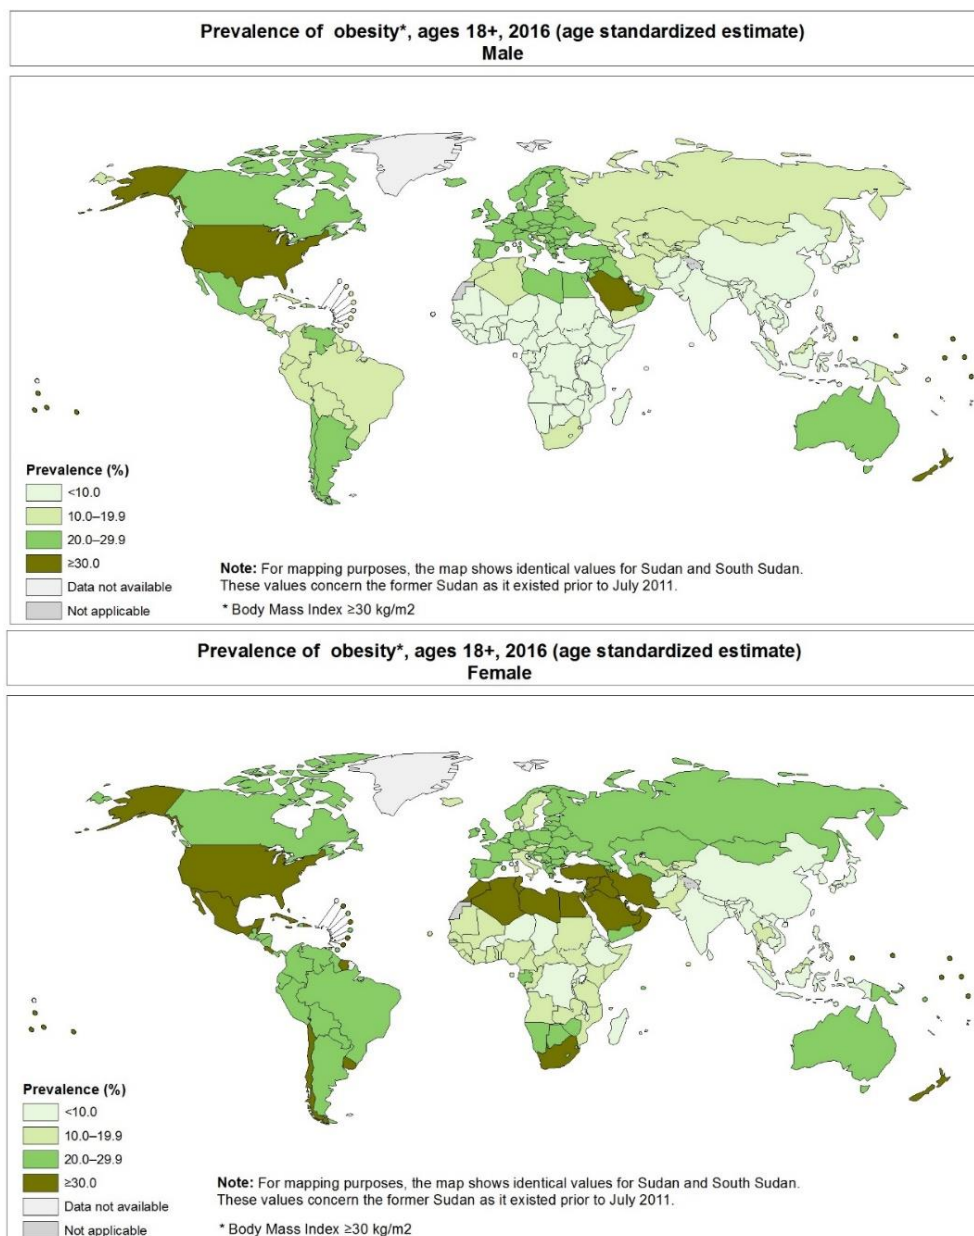 Prevalence of obesity*, ages 18+, 2016 (age standardized estimate)
Male
Prevalence (%)
<10.0
10.0–19.9
20.0–29.9
≥30.0
Data not available
Not applicable
Note: For mapping purposes, the map shows identical values for Sudan and South Sudan.
These values concern the former Sudan as it existed prior to July 2011.
* Body Mass Index ≥30 kg/m2
Prevalence of obesity*, ages 18+, 2016 (age standardized estimate)
Female
Prevalence (%)
<10.0
10.0–19.9
20.0–29.9
≥30.0
Data not available
Not applicable
Note: For mapping purposes, the map shows identical values for Sudan and South Sudan.
These values concern the former Sudan as it existed prior to July 2011.
* Body Mass Index ≥30 kg/m2